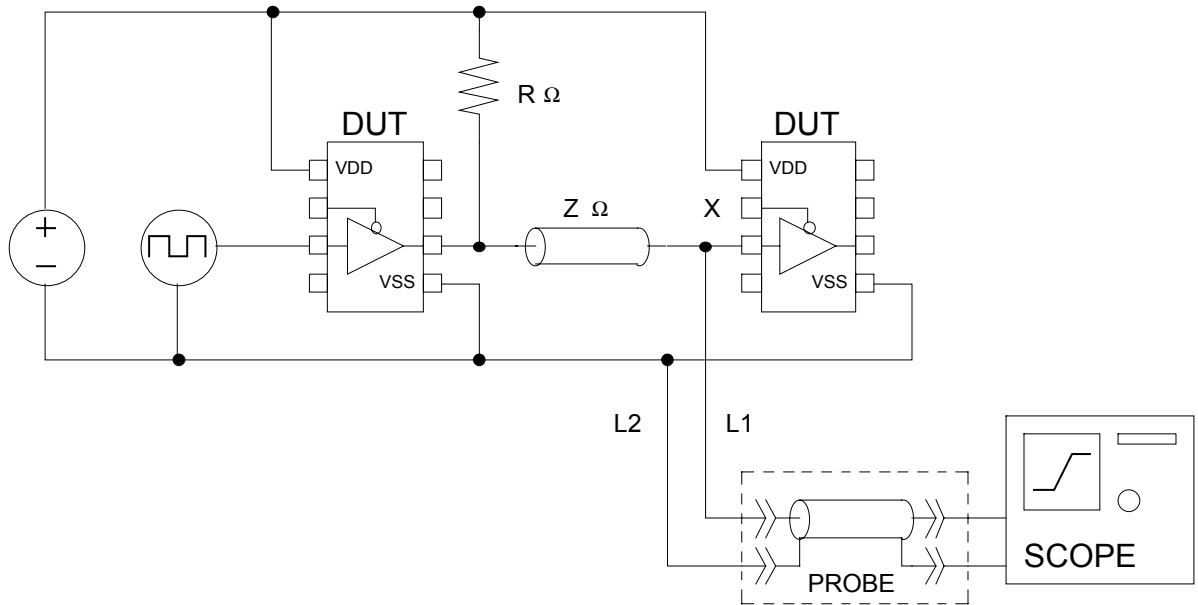 R Ω
DUT
DUT
VDD
VDD
Z Ω
X
+
−
VSS
VSS
L2
L1
SCOPE
PROBE